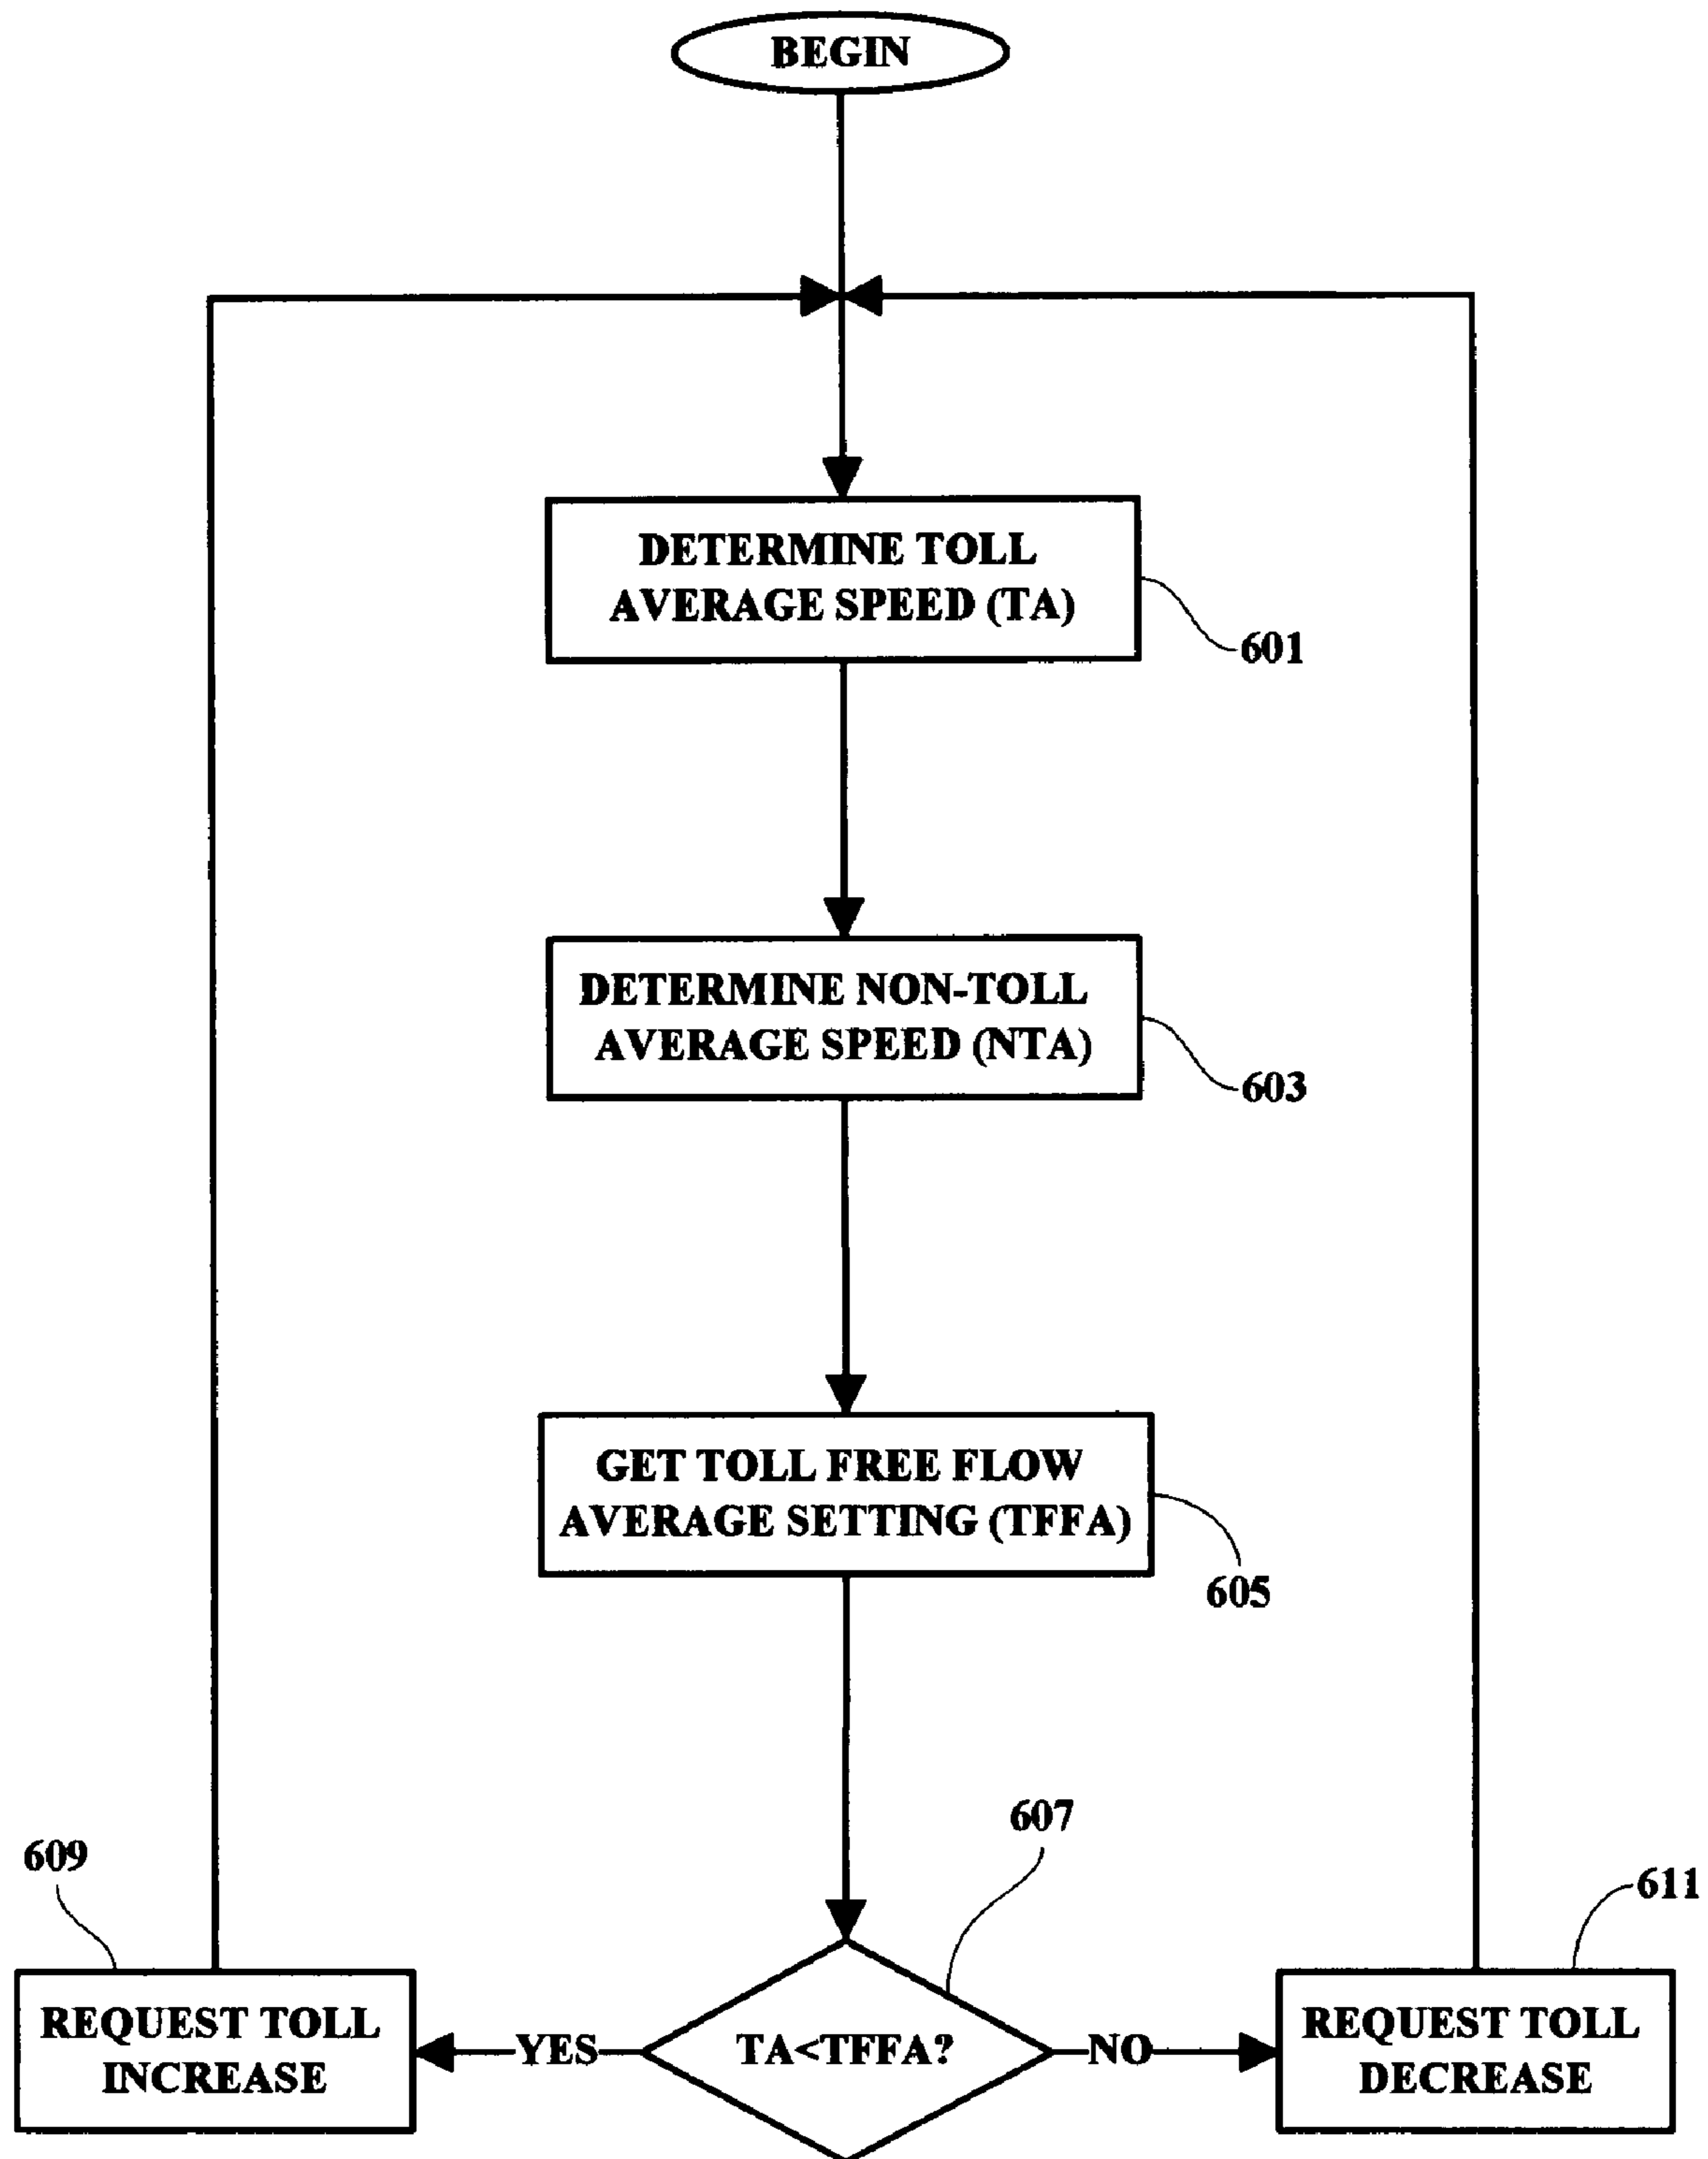 BEGIN
DETERMINE TOLL
AVERAGE SPEED (TA)
601
DETERMINE NON-TOLL
AVERAGE SPEED (NTA)
603
GET TOLL FREE FLOW
AVERAGE SETTING (TFFA)
605
607
609
611
REQUEST TOLL
INCREASE
YES
TA<TFFA?
NO
REQUEST TOLL
DECREASE